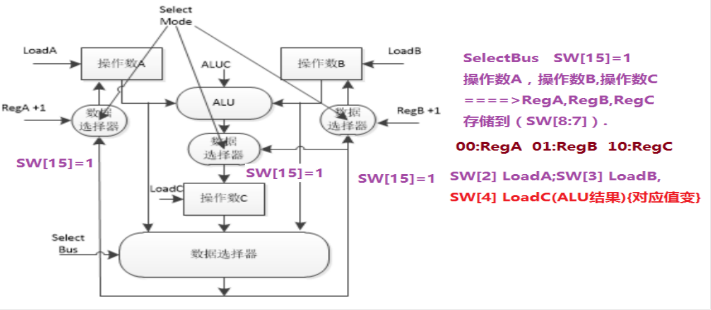 Select
Mode
LoadA
操作数A
ALUC
操作数B
LoadB
RegA +1
数据
选择器
ALU
数据
选择器
RegB +1
数据
选择器
SW[15]=1
SW[15]=1
SW[15]=1
LoadC
操作数C
Select
Bus
数据选择器
SelectBus SW[15]=1
操作数A，操作数B,操作数C
====>RegA,RegB,RegC
存储到（SW[8:7]）.
00:RegA 01:RegB 10:RegC
SW[2] LoadA;SW[3] LoadB,
SW[4] LoadC(ALU结果){对应值变}